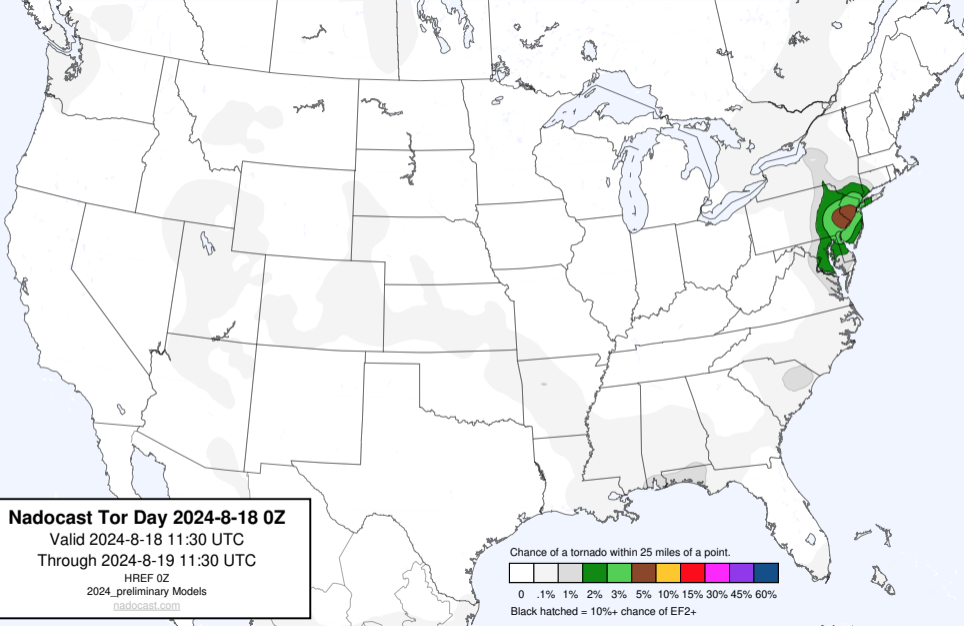 Nadocast Tor Day 2024-8-18 0Z
Valid 2024-8-18 11:30 UTC
Through 2024-8-19 11:30 UTC
HREF 0Z
2024_preliminary Models
nadocast.com
Chance of a tornado within 25 miles of a point.
0 .1% 1% 2% 3% 5% 10% 15% 30% 45% 60%
Black hatched = 10%+ chance of EF2+